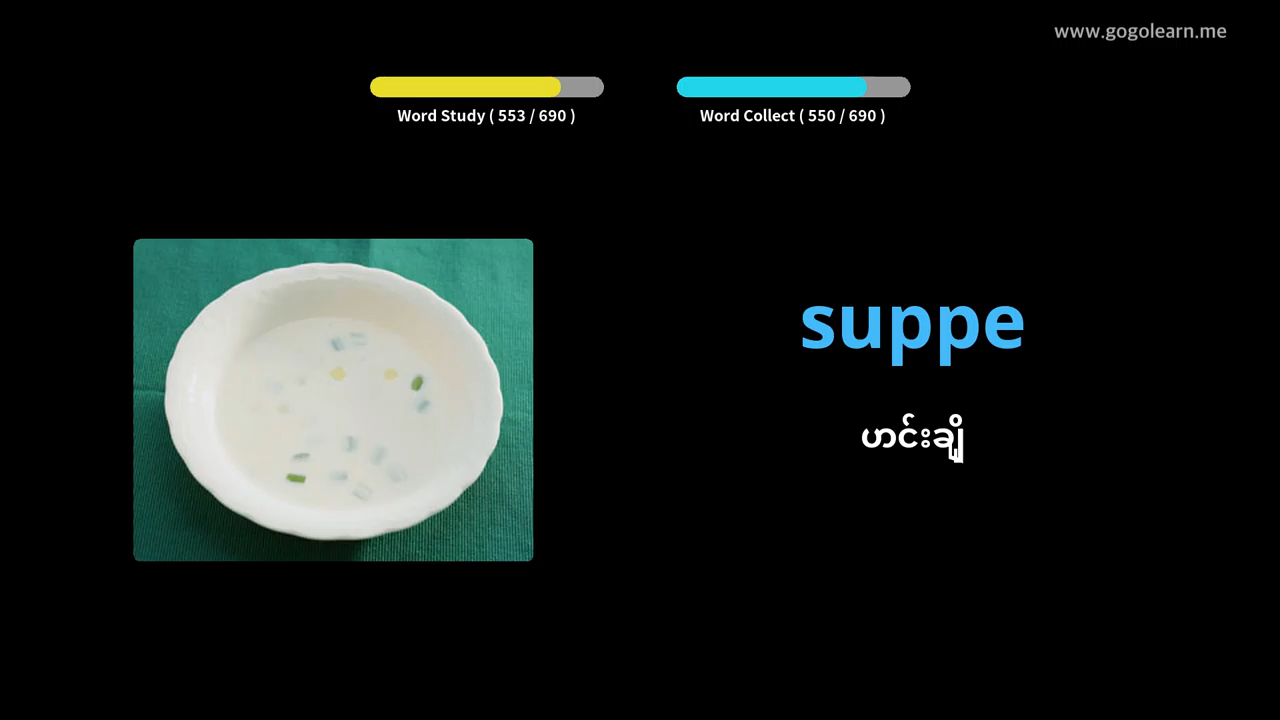 www.gogolearn.me
Word Study ( 553 / 690 )
Word Collect ( 550 / 690 )
suppe
ဟင်းချို